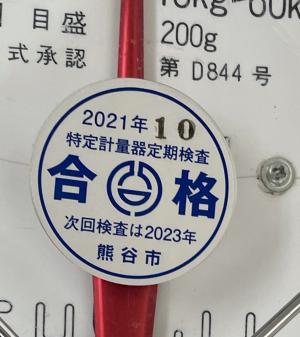 目盛
200g
式承認
第 D844 号
2021年10
特定計量器定期検査
合格
次回検査は2023年
熊谷市